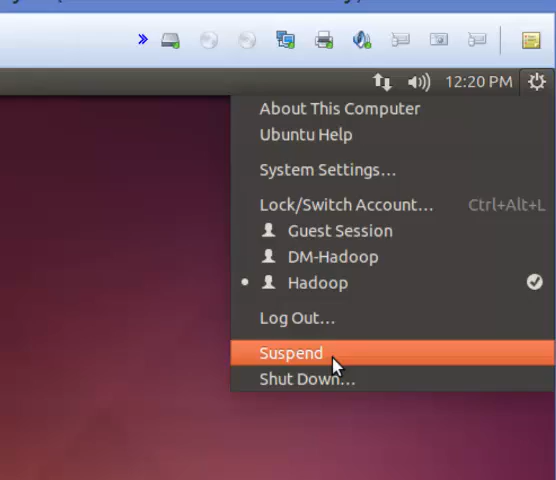 12:20 PM
About This Computer
Ubuntu Help
System Settings...
Lock/Switch Account... Ctrl+Alt+L
Guest Session
DM-Hadoop
Hadoop
Log Out...
Suspend
Shut Down...